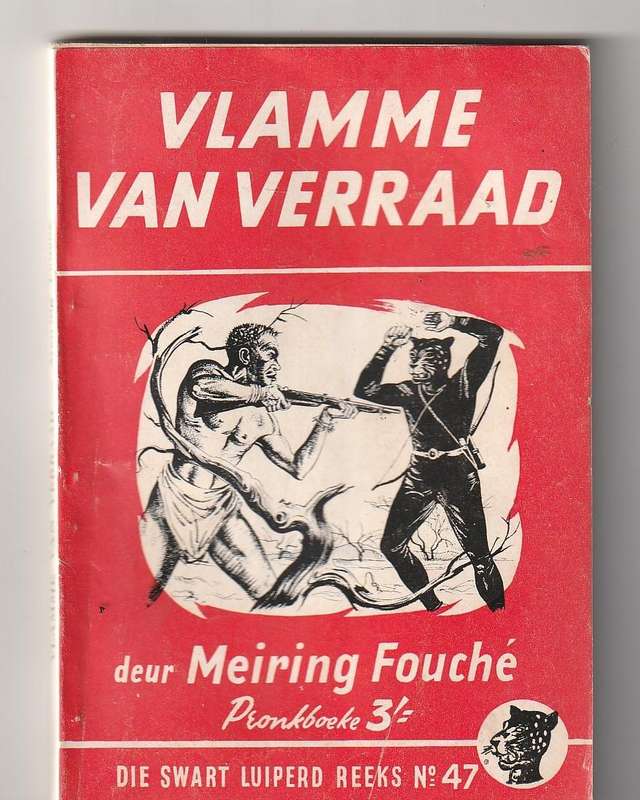 VLAMME
VAN VERRAAD
deur Meiring Fouché
Pronkboeke 3/=
DIE SWART LUIPERD REEKS Nº 47